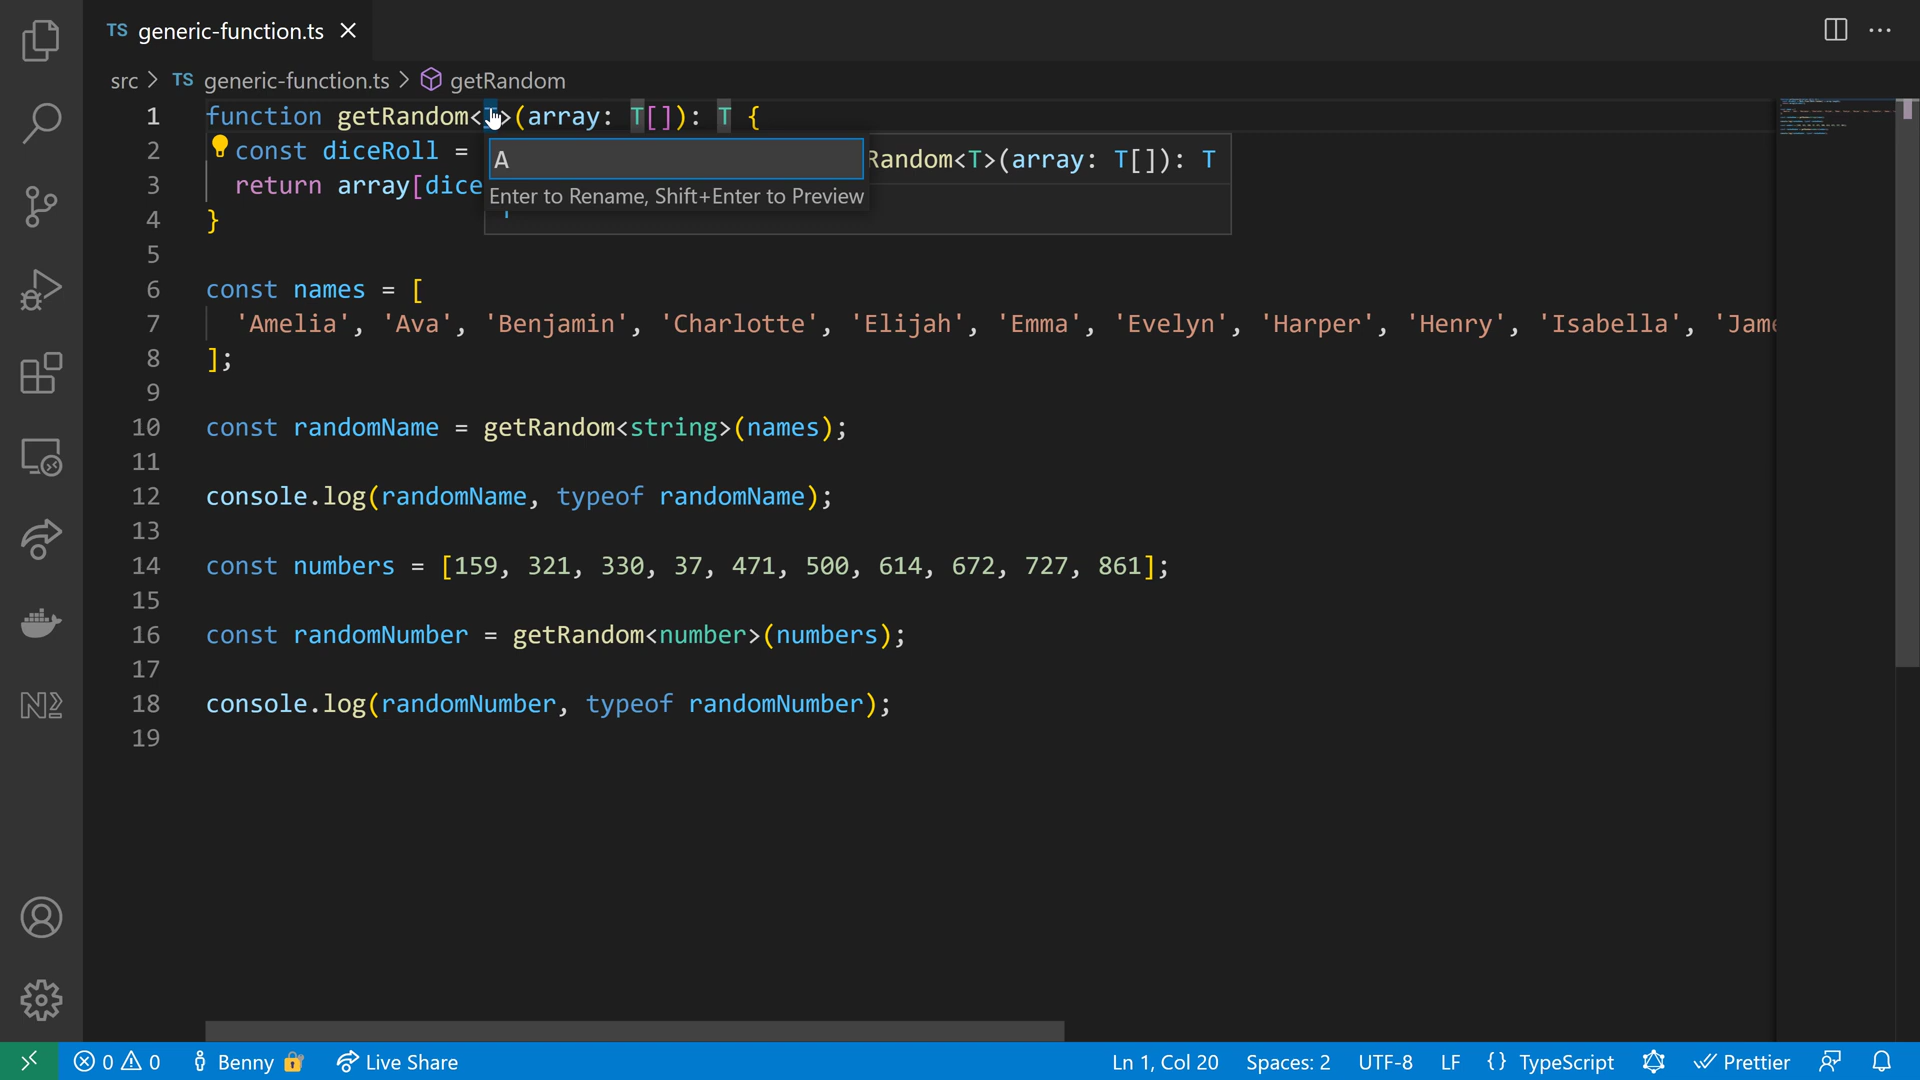 TS generic-function.ts
src > TS generic-function.ts > getRandom
1 function getRandom<T>(array: T[]): T {
2 const diceRoll =
A
Random<T>(array: T[]): T
3 return array[dice
Enter to Rename, Shift+Enter to Preview
4 }
5
6 const names = [
7 'Amelia', 'Ava', 'Benjamin', 'Charlotte', 'Elijah', 'Emma', 'Evelyn', 'Harper', 'Henry', 'Isabella', 'Jame
8 ];
9
10 const randomName = getRandom<string>(names);
11
12 console.log(randomName, typeof randomName);
13
14 const numbers = [159, 321, 330, 37, 471, 500, 614, 672, 727, 861];
15
16 const randomNumber = getRandom<number>(numbers);
17
18 console.log(randomNumber, typeof randomNumber);
19
0 0 Benny Live Share Ln 1, Col 20 Spaces: 2 UTF-8 LF {} TypeScript Prettier